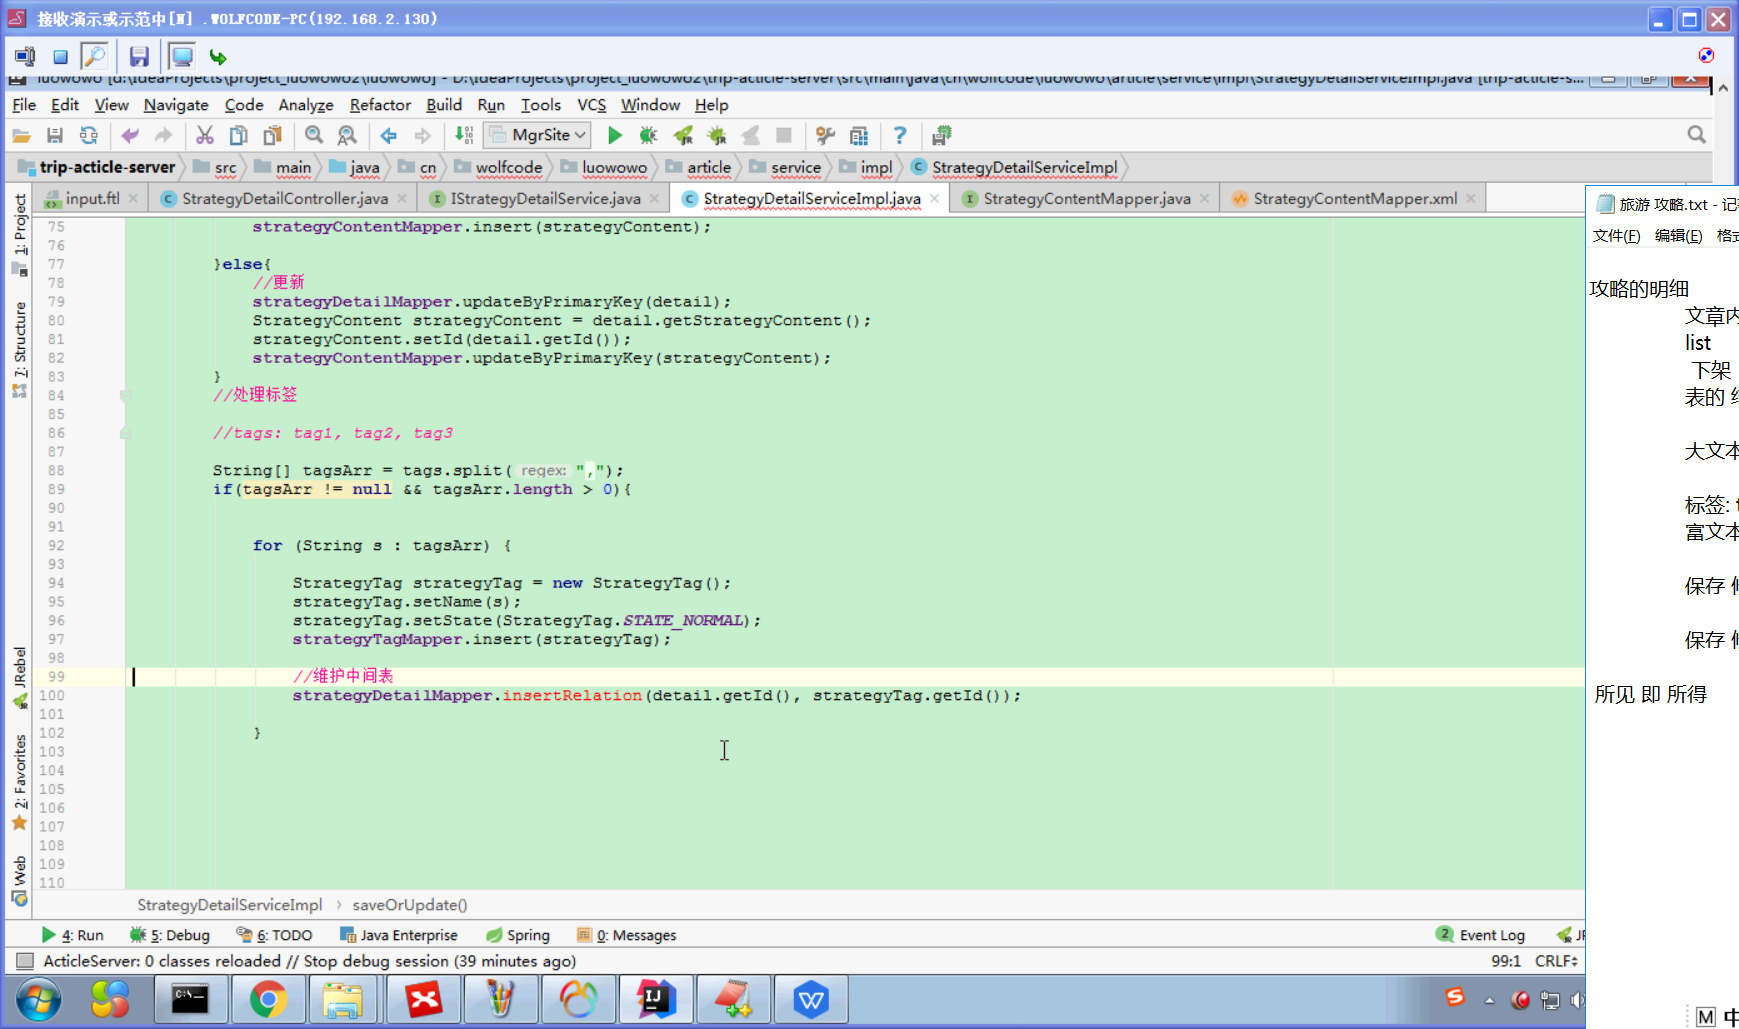 接收演示或示范中[W] .WOLFCODE-PC(192.168.2.130)
luowowo [d:\IdeaProjects\project_luowowo2\luowowo] - D:\IdeaProjects\project_luowowo2\trip-acticle-server\src\main\java\cn\wolfcode\luowowo\article\service\impl\StrategyDetailServiceImpl.java [trip-acticle-s...
File Edit View Navigate Code Analyze Refactor Build Run Tools VCS Window Help
MgrSite
trip-acticle-server src main java cn wolfcode luowowo article service impl StrategyDetailServiceImpl
input.ftl StrategyDetailController.java IStrategyDetailService.java StrategyDetailServiceImpl.java StrategyContentMapper.java StrategyContentMapper.xml
1: Project
7: Structure
JRebel
2: Favorites
Web
75 strategyContentMapper.insert(strategyContent);
76
77 }else{
78 //更新
79 strategyDetailMapper.updateByPrimaryKey(detail);
80 StrategyContent strategyContent = detail.getStrategyContent();
81 strategyContent.setId(detail.getId());
82 strategyContentMapper.updateByPrimaryKey(strategyContent);
83 }
84 //处理标签
85
86 //tags: tag1, tag2, tag3
87
88 String[] tagsArr = tags.split( regex: ",");
89 if(tagsArr != null && tagsArr.length > 0){
90
91
92 for (String s : tagsArr) {
93
94 StrategyTag strategyTag = new StrategyTag();
95 strategyTag.setName(s);
96 strategyTag.setState(StrategyTag.STATE_NORMAL);
97 strategyTagMapper.insert(strategyTag);
98
99 //维护中间表
100 strategyDetailMapper.insertRelation(detail.getId(), strategyTag.getId());
101
102 }
103
104
105
106
107
108
109
110
StrategyDetailServiceImpl › saveOrUpdate()
4: Run 5: Debug 6: TODO Java Enterprise Spring 0: Messages 2 Event Log
ActicleServer: 0 classes reloaded // Stop debug session (39 minutes ago) 99:1 CRLF
旅游 攻略.txt - 记
文件(F) 编辑(E) 格式
攻略的明细
文章内
list
下架
表的
大文本
标签:
富文本
保存
保存
所见 即 所得
M 中